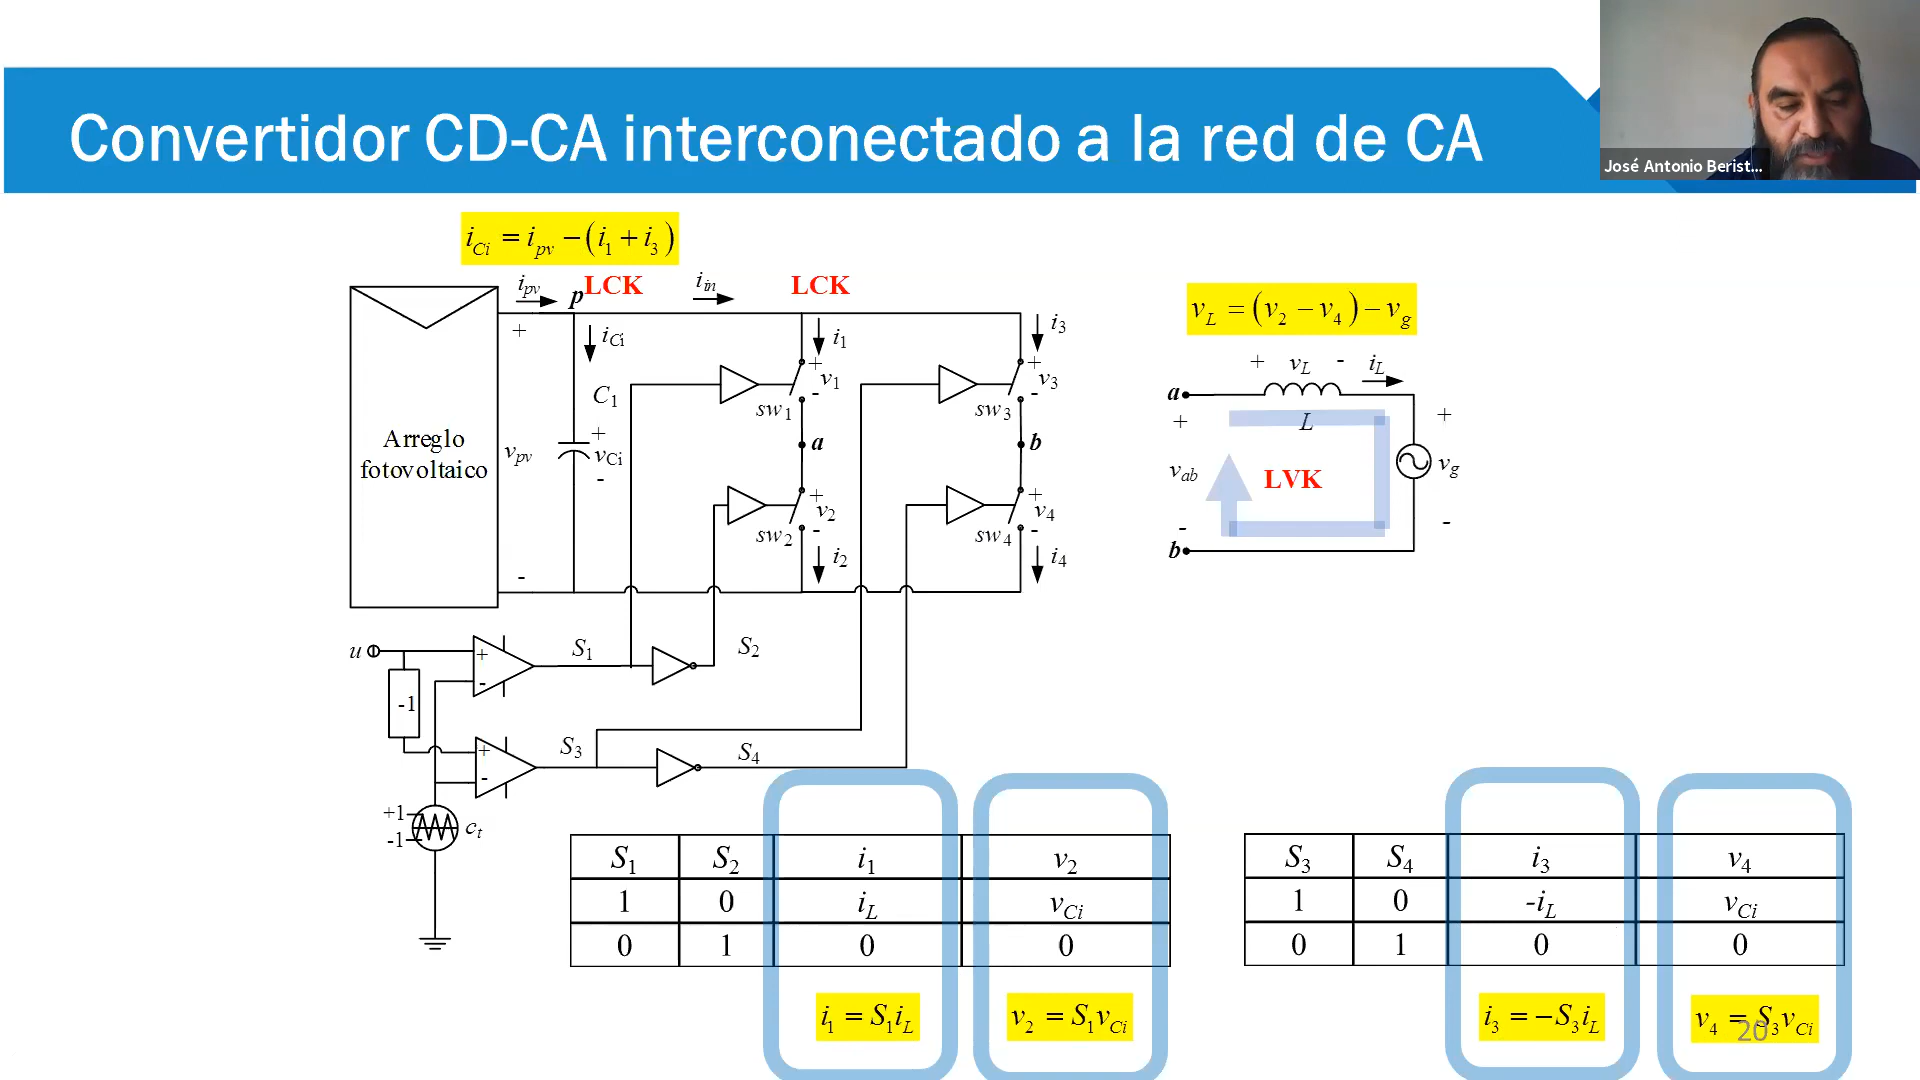 Convertidor CD-CA interconectado a la red de CA
José Antonio Berist...
i_Ci = i_pv − (i_1 + i_3)
i_pv
p
LCK
i_in
LCK
+
i_Ci
i_1
i_3
C_1
+ v_1 -
sw_1
+ v_3 -
sw_3
Arreglo
fotovoltaico
v_pv
+
v_Ci
-
a
b
+ v_2 -
sw_2
+ v_4 -
sw_4
i_2
i_4
-
v_L = (v_2 − v_4) − v_g
+ v_L - i_L
a
+
L
+
v_ab
LVK
v_g
-
-
b
u
+
-
S_1
S_2
-1
+
-
S_3
S_4
+1
-1
c_t
S_1 S_2 i_1 v_2
1 0 i_L v_Ci
0 1 0 0
i_1 = S_1 i_L
v_2 = S_1 v_Ci
S_3 S_4 i_3 v_4
1 0 -i_L v_Ci
0 1 0 0
i_3 = −S_3 i_L
v_4 = S_3 v_Ci
20